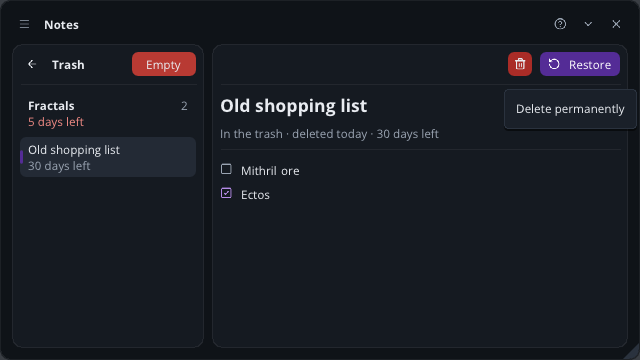 Notes
Trash
Empty
Restore
Delete permanently
Fractals 2
5 days left
Old shopping list
30 days left
Old shopping list
In the trash · deleted today · 30 days left
Mithril ore
Ectos